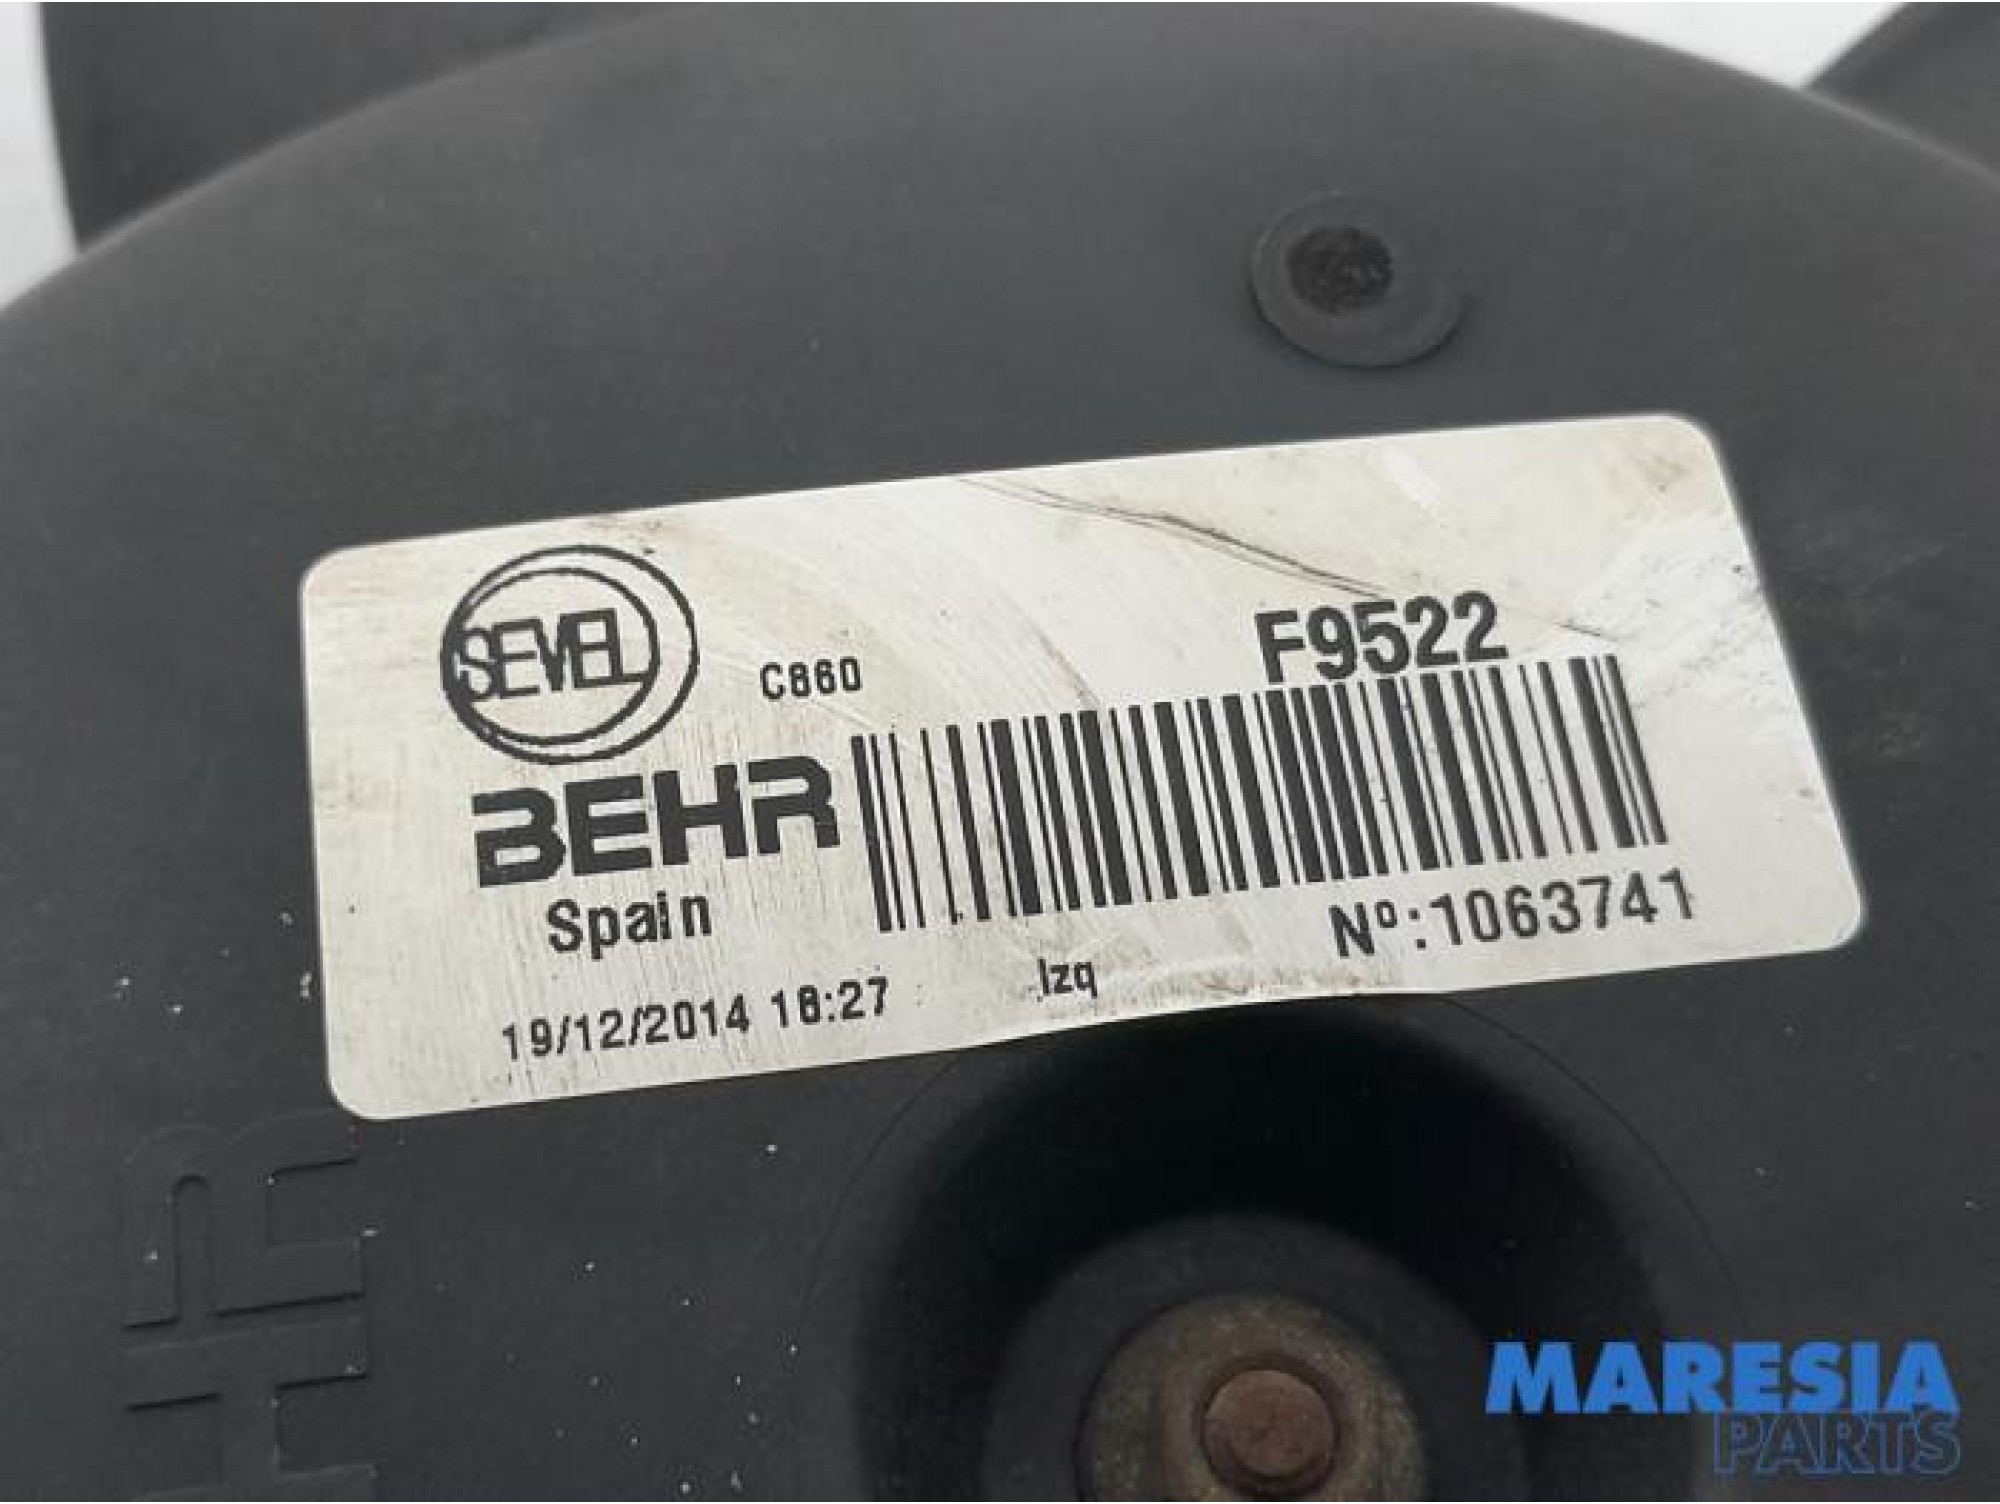 SEVEL
C860
F9522
BEHR
Spain
Nº:1063741
19/12/2014 18:27
Izq
MARESIA
PARTS